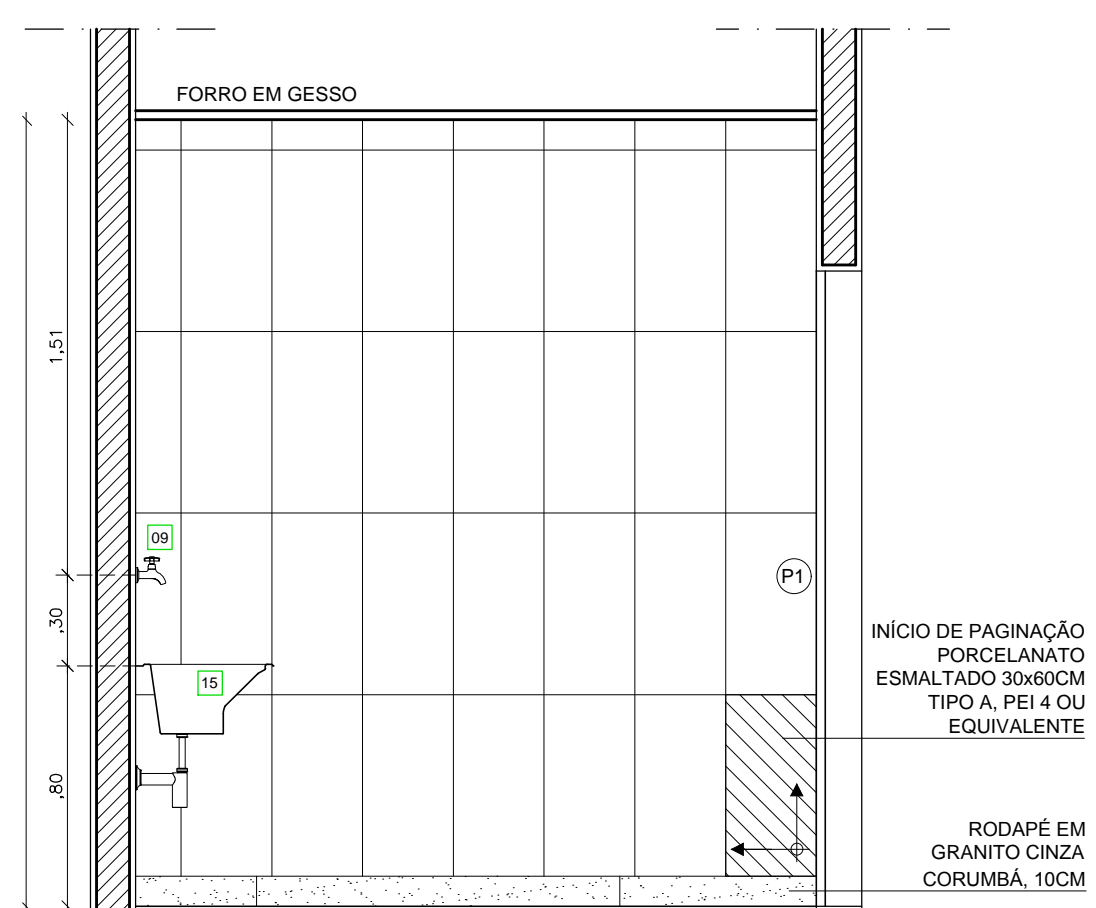 FORRO EM GESSO
1,51
09
P1
,30
INÍCIO DE PAGINAÇÃO
PORCELANATO
ESMALTADO 30x60CM
TIPO A, PEI 4 OU
EQUIVALENTE
15
,80
RODAPÉ EM
GRANITO CINZA
CORUMBÁ, 10CM